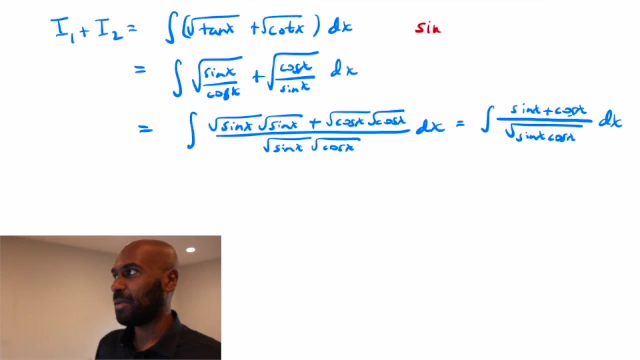 I₁ + I₂ = ∫(√tanx + √cotx) dx
sin
= ∫ √(sinx/cosx) + √(cosx/sinx) dx
= ∫ (√sinx √sinx + √cosx √cosx)/(√sinx √cosx) dx = ∫ (sinx + cosx)/√(sinx cosx) dx